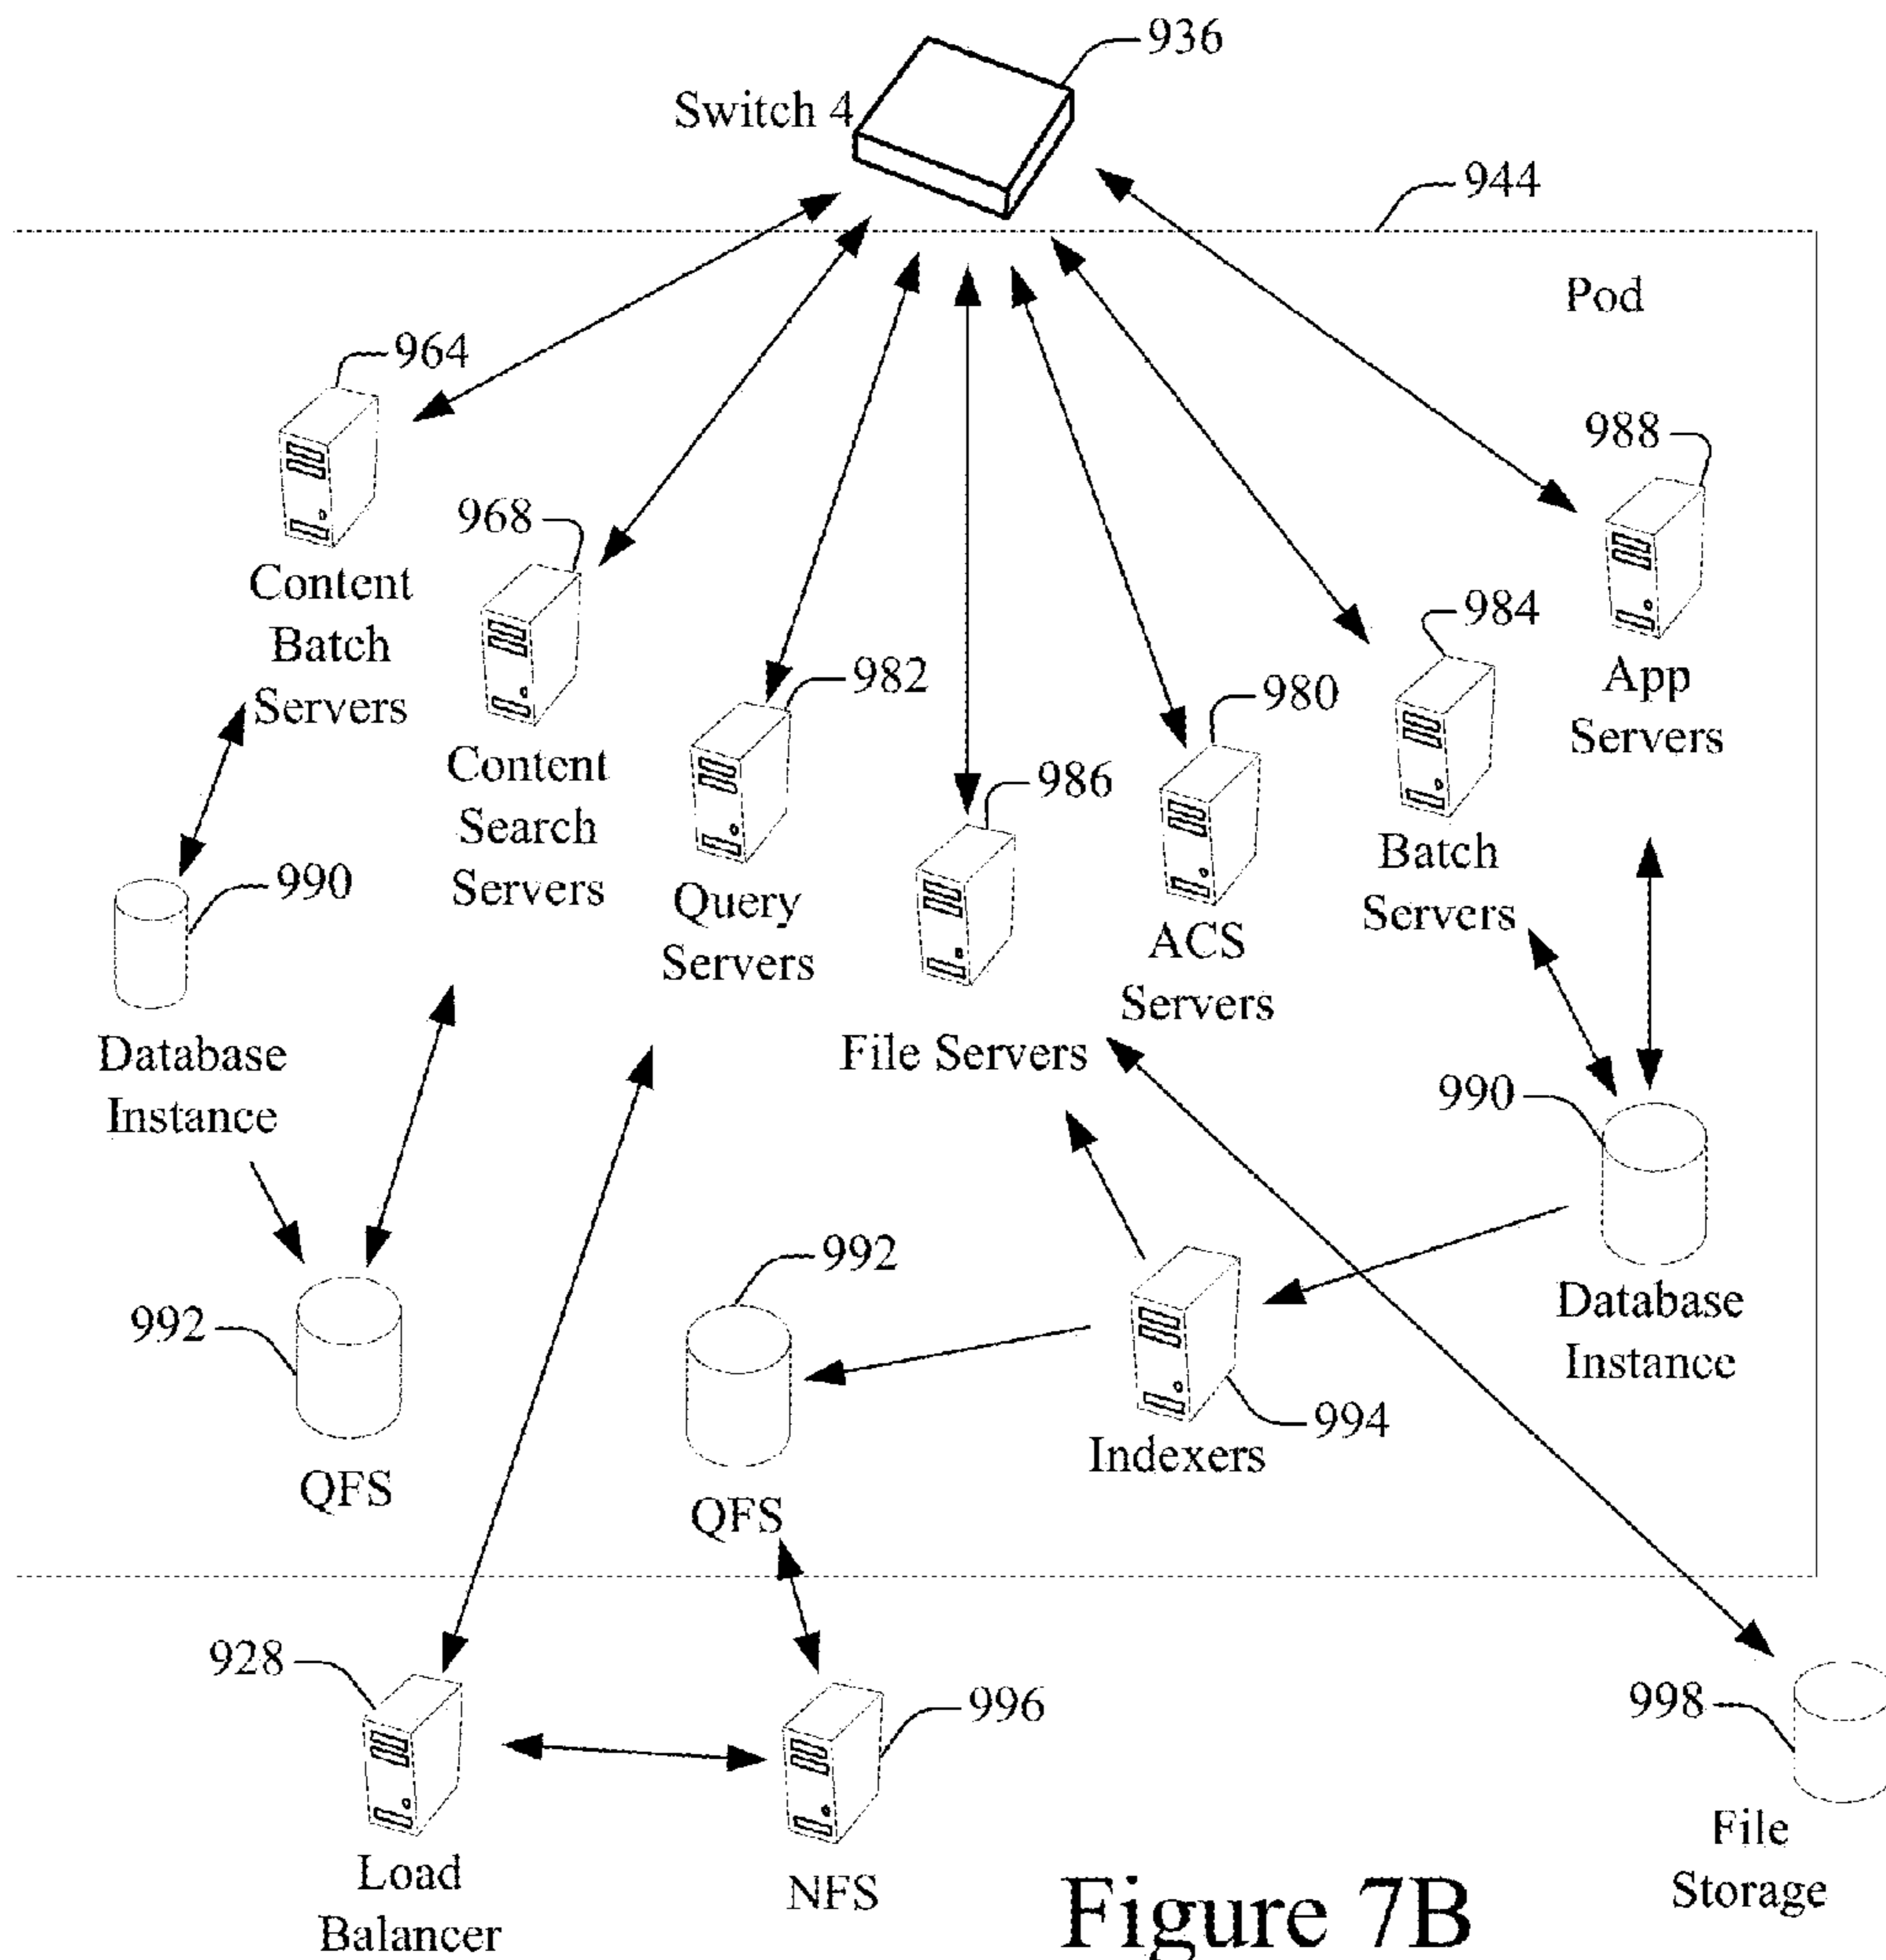 936
Switch 4
944
Pod
964
988
Content
Batch
Servers
968
984
App
Servers
982
980
Content
Search
Servers
986
Batch
Servers
990
Query
Servers
ACS
Servers
Database
Instance
File Servers
990
992
992
Database
Instance
994
Indexers
QFS
QFS
928
996
998
Load
Balancer
NFS
File
Storage
Figure 7B